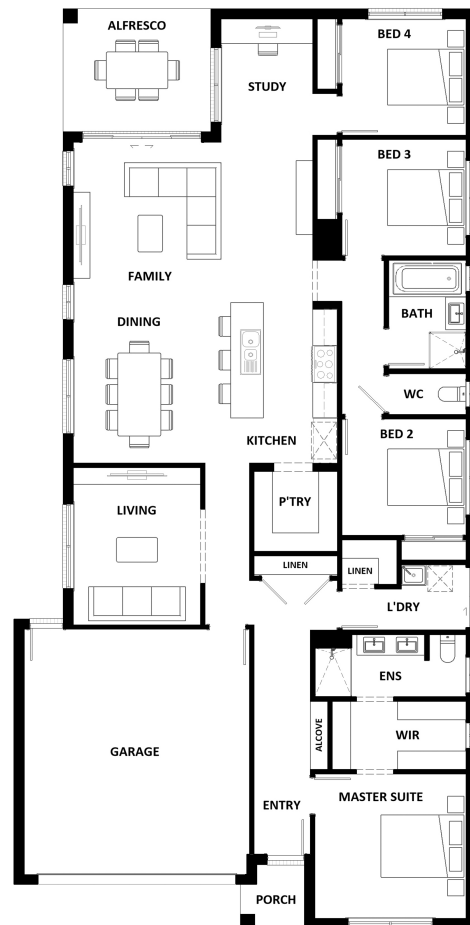 ALFRESCO
BED 4
STUDY
BED 3
FAMILY
DINING
BATH
WC
KITCHEN
BED 2
P'TRY
LIVING
LINEN
LINEN
L'DRY
ENS
GARAGE
ALCOVE
WIR
ENTRY
MASTER SUITE
PORCH